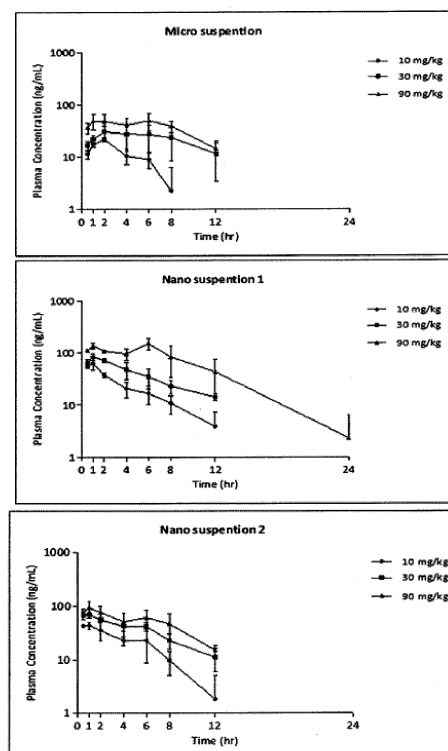 Micro suspention
Plasma Concentration (ng/mL)
1000
100
10
1
0 1 2 4 6 8 12 24
Time (hr)
10 mg/kg
30 mg/kg
90 mg/kg
Nano suspention 1
Plasma Concentration (ng/mL)
1000
100
10
1
0 1 2 4 6 8 12 24
Time (hr)
10 mg/kg
30 mg/kg
90 mg/kg
Nano suspention 2
Plasma Concentration (ng/mL)
1000
100
10
1
0 1 2 4 6 8 12 24
Time (hr)
10 mg/kg
30 mg/kg
90 mg/kg